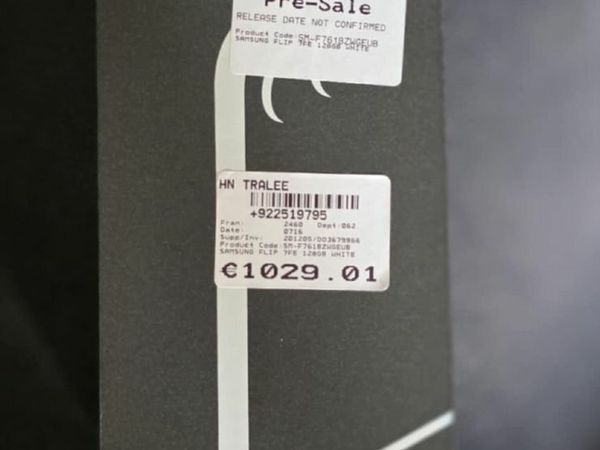 Pre-Sale
RELEASE DATE NOT CONFIRMED
Product Code:SM-F761BZWGEUB
SAMSUNG FLIP 7FE 128GB WHITE
HN TRALEE
+922519795
Fran: 2460 Dept:062
Date: 0716
Supp/Inv: 201205/DO3679966
Product Code:SM-F761BZWGEUB
SAMSUNG FLIP 7FE 128GB WHITE
€1029.01